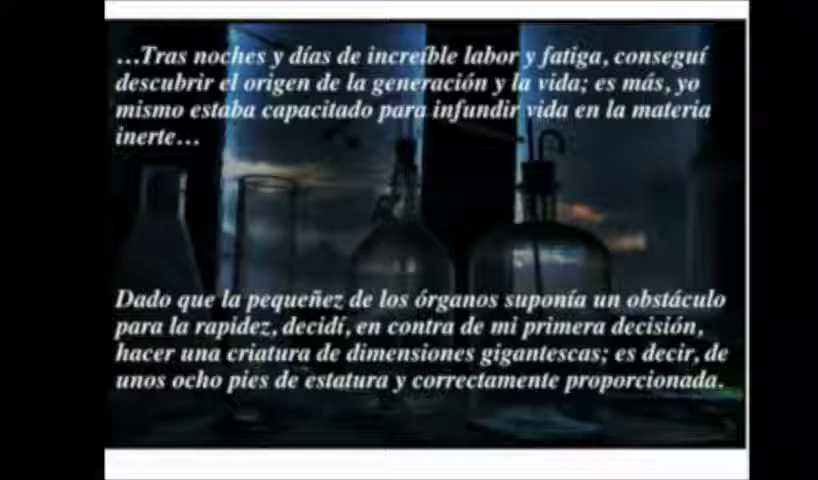 …Tras noches y días de increíble labor y fatiga, conseguí
descubrir el origen de la generación y la vida; es más, yo
mismo estaba capacitado para infundir vida en la materia
inerte…
Dado que la pequeñez de los órganos suponía un obstáculo
para la rapidez, decidí, en contra de mi primera decisión,
hacer una criatura de dimensiones gigantescas; es decir, de
unos ocho pies de estatura y correctamente proporcionada.